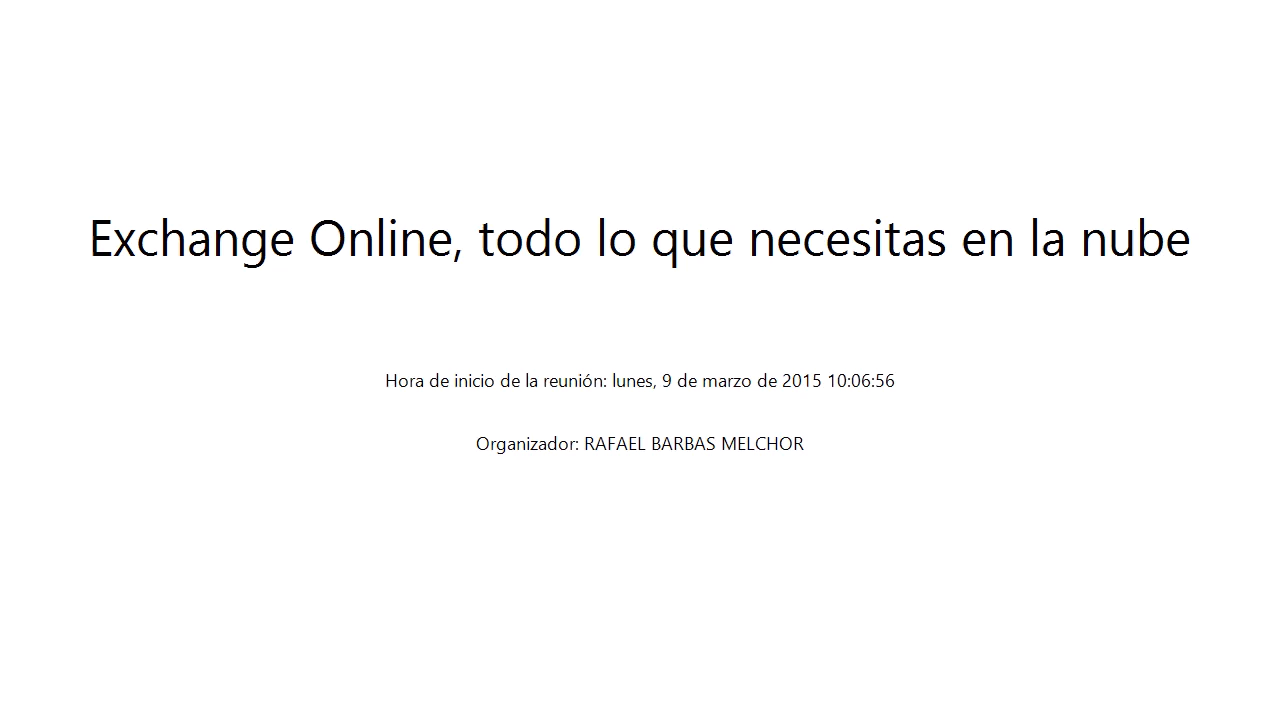 Exchange Online, todo lo que necesitas en la nube
Hora de inicio de la reunión: lunes, 9 de marzo de 2015 10:06:56
Organizador: RAFAEL BARBAS MELCHOR